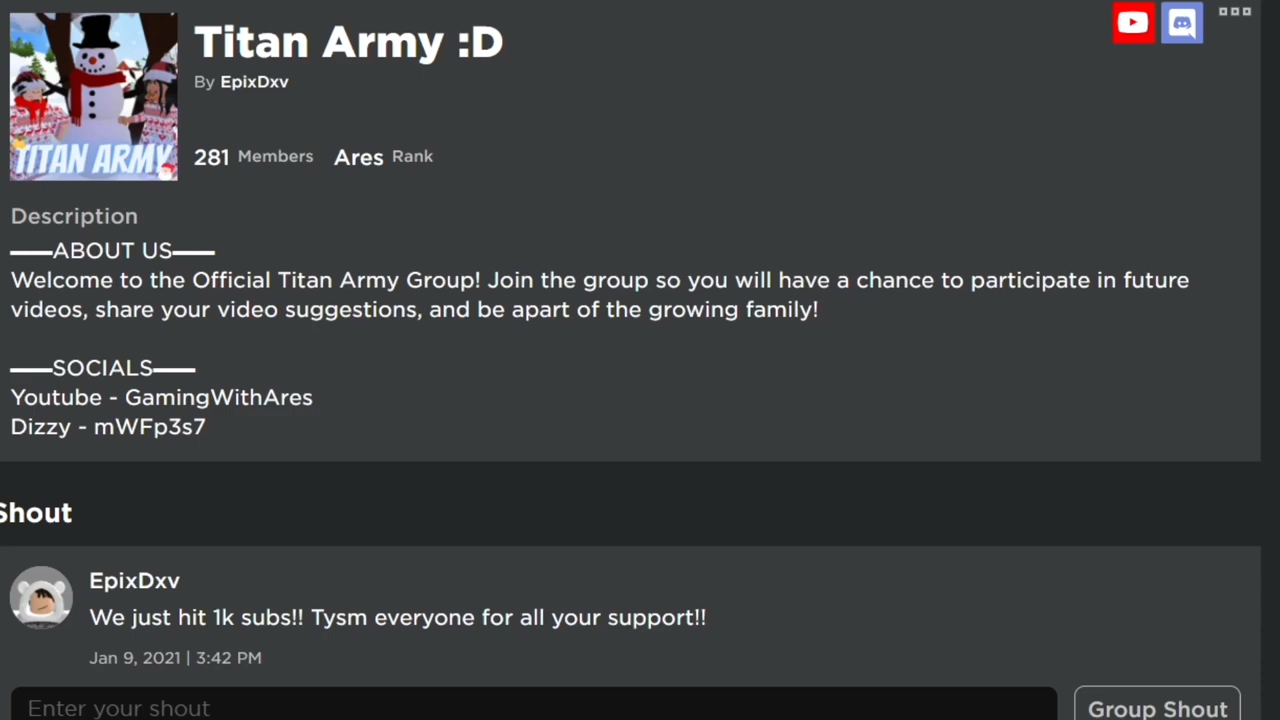 Titan Army :D
By EpixDxv
TITAN ARMY
281 Members Ares Rank
Description
▬▬ABOUT US▬▬
Welcome to the Official Titan Army Group! Join the group so you will have a chance to participate in future
videos, share your video suggestions, and be apart of the growing family!
▬▬SOCIALS▬▬
Youtube - GamingWithAres
Dizzy - mWFp3s7
Shout
EpixDxv
We just hit 1k subs!! Tysm everyone for all your support!!
Jan 9, 2021 | 3:42 PM
Enter your shout
Group Shout